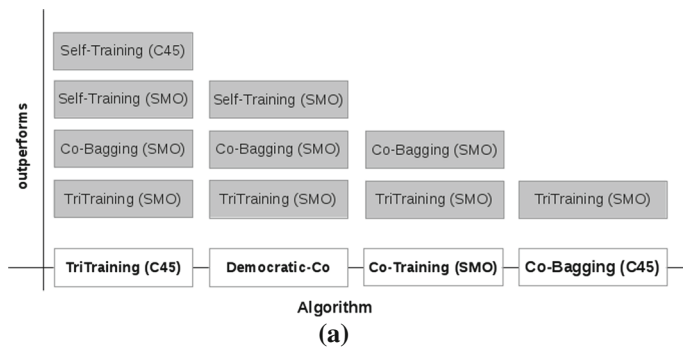 outperforms
Self-Training (C45)
Self-Training (SMO) Self-Training (SMO)
Co-Bagging (SMO) Co-Bagging (SMO) Co-Bagging (SMO)
TriTraining (SMO) TriTraining (SMO) TriTraining (SMO) TriTraining (SMO)
TriTraining (C45) Democratic-Co Co-Training (SMO) Co-Bagging (C45)
Algorithm
(a)